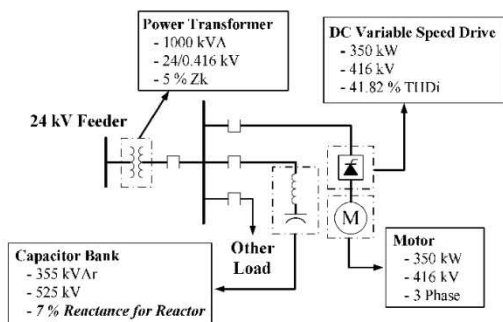 Power Transformer
- 1000 kVA
- 24/0.416 kV
- 5 % Zk
DC Variable Speed Drive
- 350 kW
- 416 kV
- 41.82 % THDi
24 kV Feeder
M
Other
Load
Capacitor Bank
- 355 kVAr
- 525 kV
- 7 % Reactance for Reactor
Motor
- 350 kW
- 416 kV
- 3 Phase